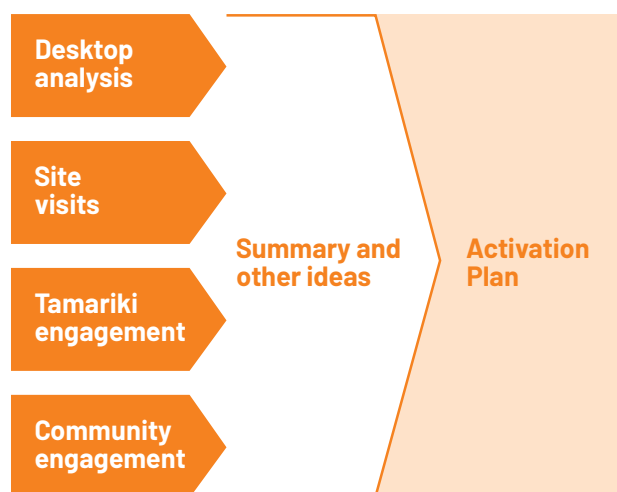 Desktop
analysis
Site
visits
Tamariki
engagement
Community
engagement
Summary and
other ideas
Activation
Plan